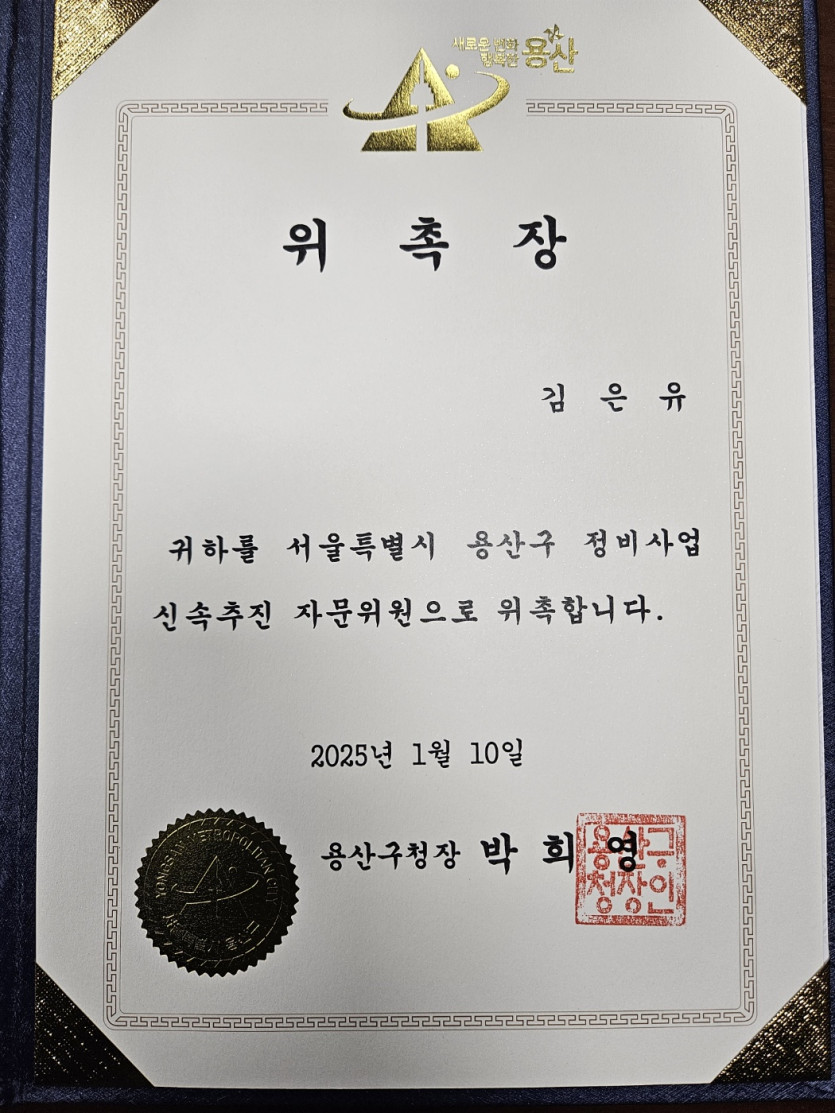 새로운 변화
행복한 용산
위 촉 장
김 은 유
귀하를 서울특별시 용산구 정비사업
신속추진 자문위원으로 위촉합니다.
2025년 1월 10일
용산구청장 박 희 영
용산구
청장인
YONGSAN METROPOLITAN CITY